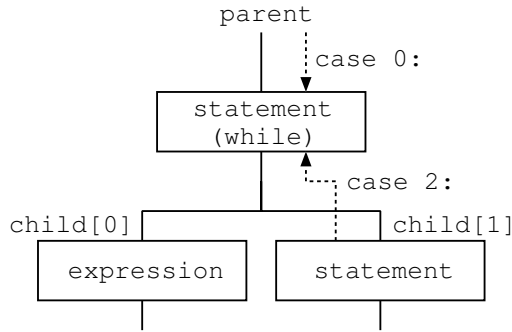 parent
case 0:
statement
(while)
case 2:
child[0]
child[1]
expression
statement